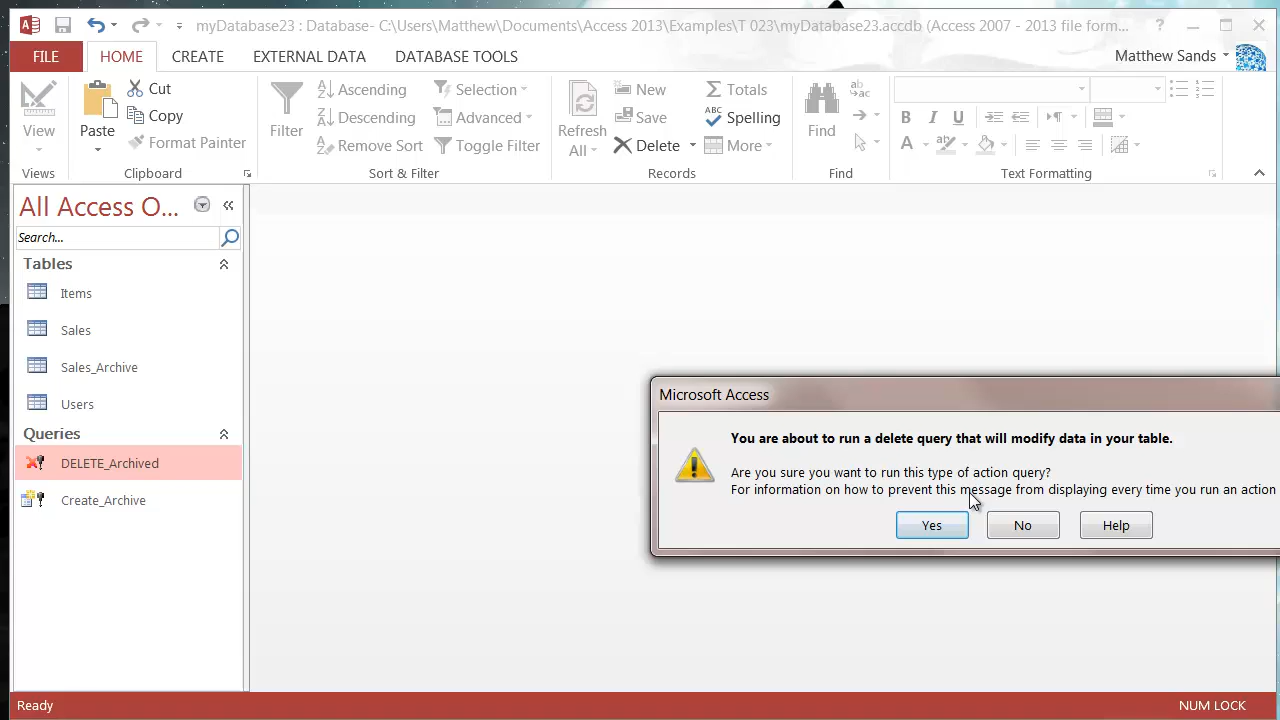 myDatabase23 : Database- C:\Users\Matthew\Documents\Access 2013\Examples\T 033\myDatabase23.accdb (Access 2007 - 2013 file form...
?
FILE HOME CREATE EXTERNAL DATA DATABASE TOOLS Matthew Sands
View
Views
Paste
Cut
Copy
Format Painter
Clipboard
Filter
Ascending
Descending
Remove Sort
Selection
Advanced
Toggle Filter
Sort & Filter
Refresh
All
New
Save
Delete
Totals
Spelling
More
Records
Find
Find
B I U
A
Text Formatting
All Access O...
Search...
Tables
Items
Sales
Sales_Archive
Users
Queries
DELETE_Archived
Create_Archive
Microsoft Access
You are about to run a delete query that will modify data in your table.
Are you sure you want to run this type of action query?
For information on how to prevent this message from displaying every time you run an action
Yes No Help
Ready NUM LOCK